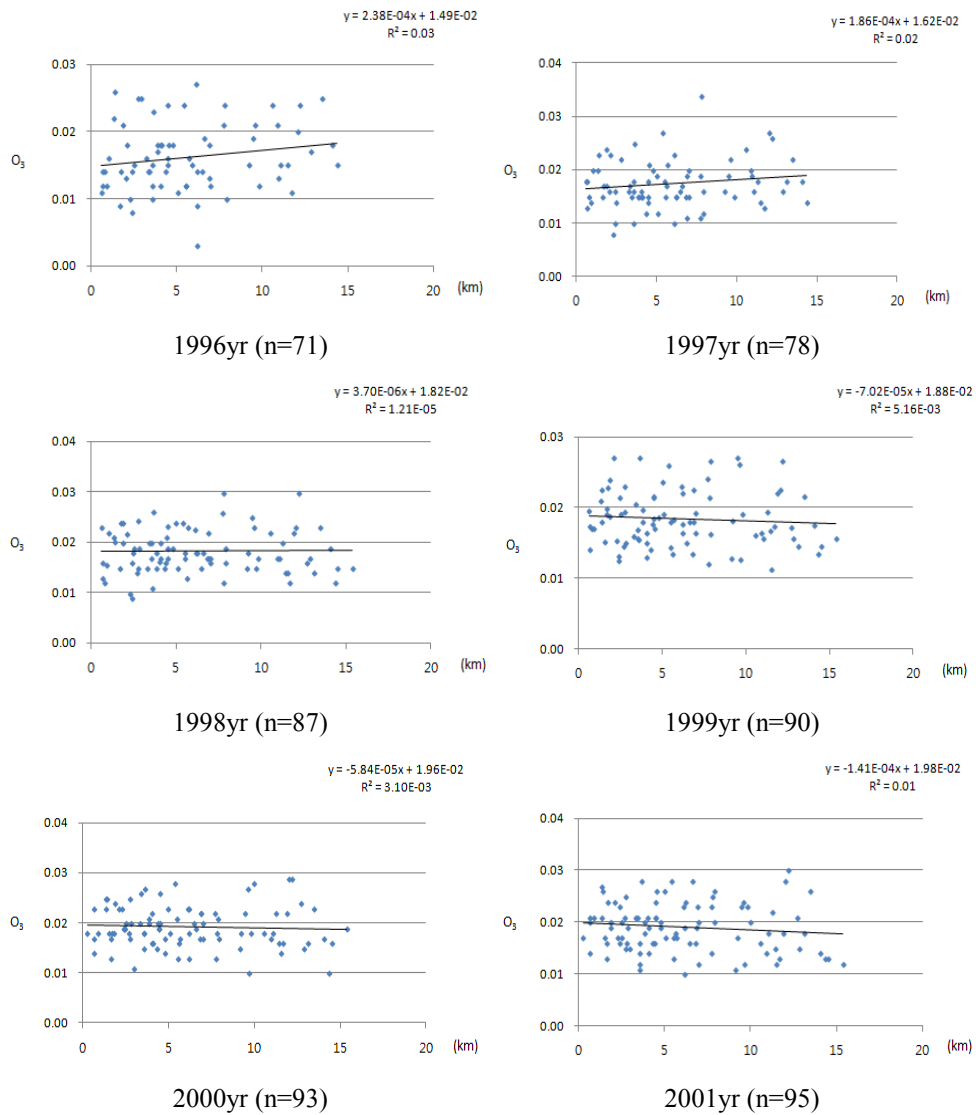 y = 2.38E-04x + 1.49E-02
R² = 0.03
0.03
0.02
O₃
0.01
0.00
0 5 10 15 20 (km)
1996yr (n=71)
y = 1.86E-04x + 1.62E-02
R² = 0.02
0.04
0.03
O₃ 0.02
0.01
0.00
0 5 10 15 20 (km)
1997yr (n=78)
y = 3.70E-06x + 1.82E-02
R² = 1.21E-05
0.04
0.03
O₃ 0.02
0.01
0.00
0 5 10 15 20 (km)
1998yr (n=87)
y = -7.02E-05x + 1.88E-02
R² = 5.16E-03
0.03
0.02
O₃
0.01
0.00
0 5 10 15 20 (km)
1999yr (n=90)
y = -5.84E-05x + 1.96E-02
R² = 3.10E-03
0.04
0.03
O₃ 0.02
0.01
0.00
0 5 10 15 20 (km)
2000yr (n=93)
y = -1.41E-04x + 1.98E-02
R² = 0.01
0.04
0.03
O₃ 0.02
0.01
0.00
0 5 10 15 20 (km)
2001yr (n=95)